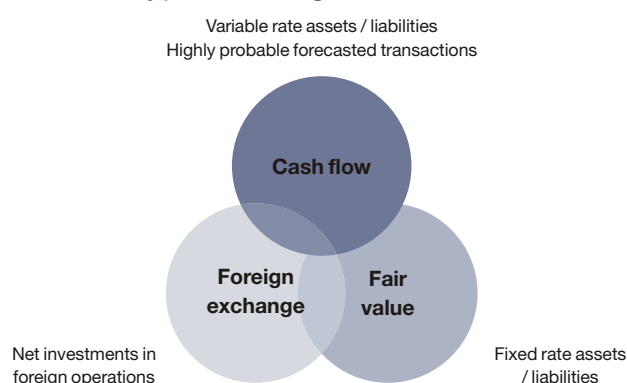 Variable rate assets / liabilities
Highly probable forecasted transactions
Cash flow
Foreign
exchange
Fair
value
Net investments in
foreign operations
Fixed rate assets
/ liabilities